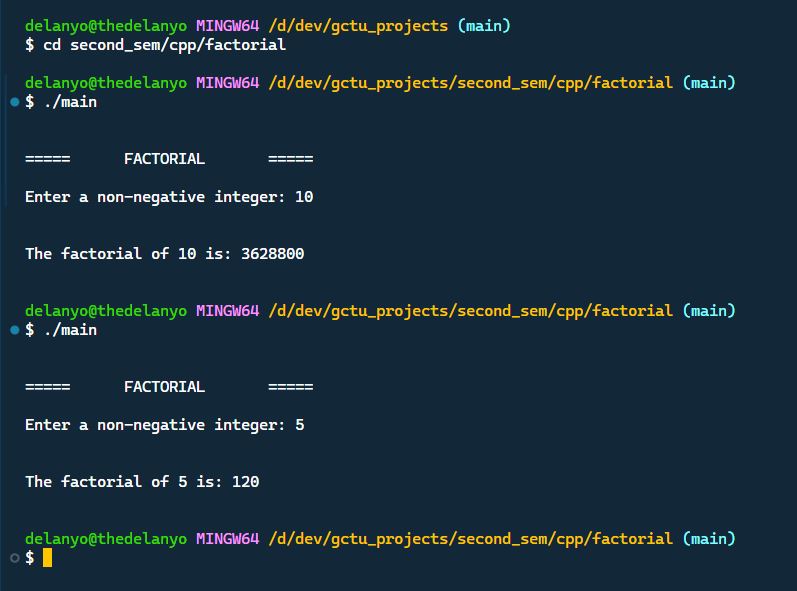 delanyo@thedelanyo MINGW64 /d/dev/gctu_projects (main)
$ cd second_sem/cpp/factorial
delanyo@thedelanyo MINGW64 /d/dev/gctu_projects/second_sem/cpp/factorial (main)
$ ./main
===== FACTORIAL =====
Enter a non-negative integer: 10
The factorial of 10 is: 3628800
delanyo@thedelanyo MINGW64 /d/dev/gctu_projects/second_sem/cpp/factorial (main)
$ ./main
===== FACTORIAL =====
Enter a non-negative integer: 5
The factorial of 5 is: 120
delanyo@thedelanyo MINGW64 /d/dev/gctu_projects/second_sem/cpp/factorial (main)
$